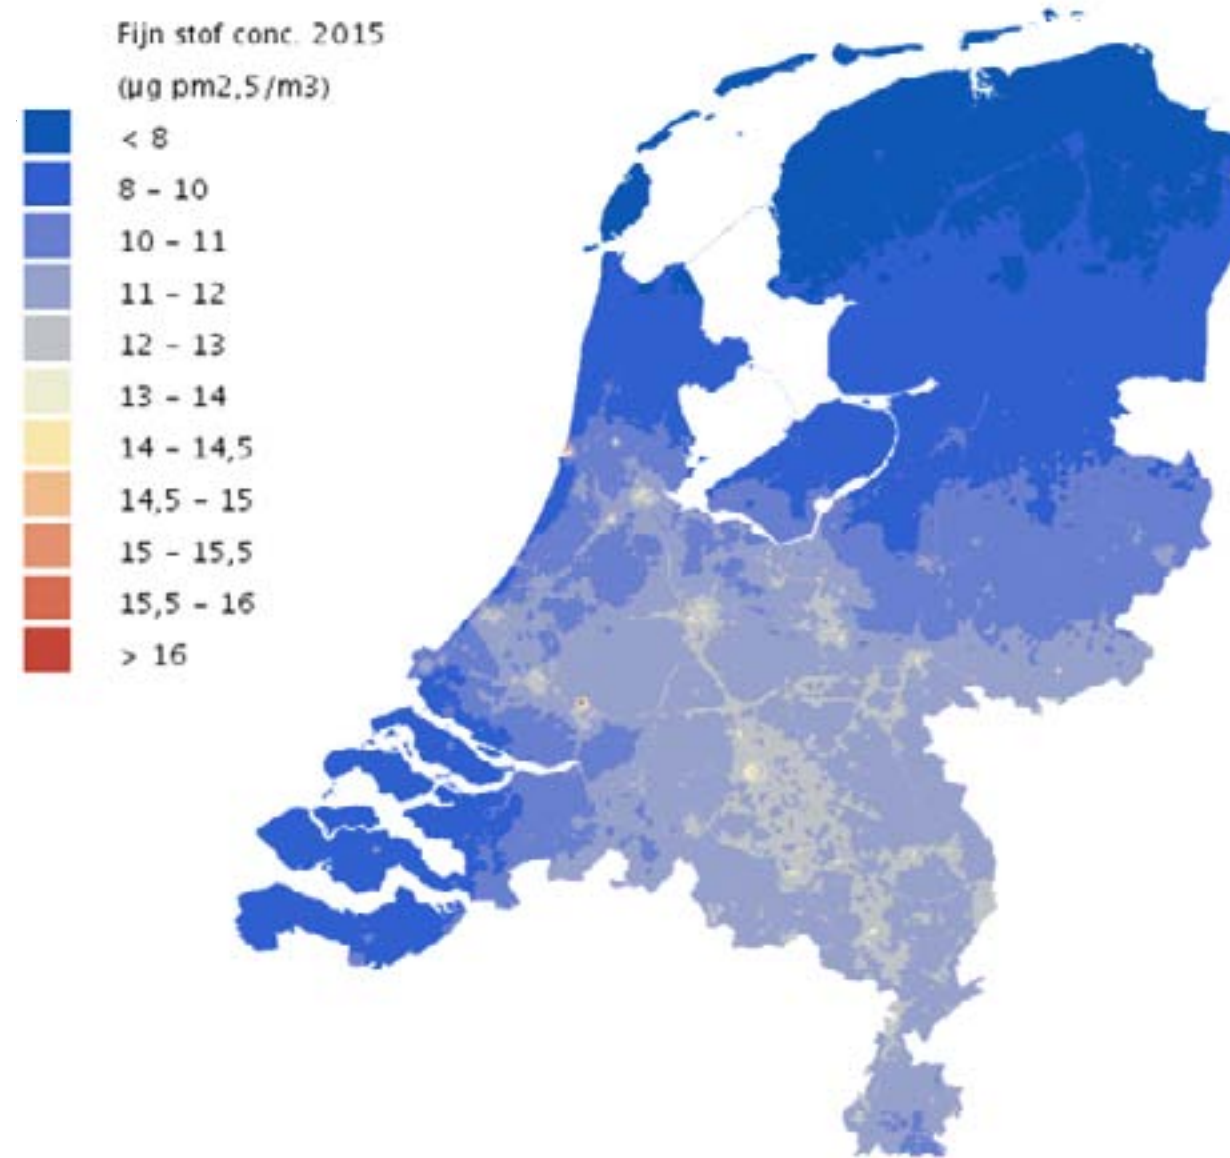 Fijn stof conc. 2015
(µg pm2,5/m3)
< 8
8 - 10
10 - 11
11 - 12
12 - 13
13 - 14
14 - 14,5
14,5 - 15
15 - 15,5
15,5 - 16
> 16